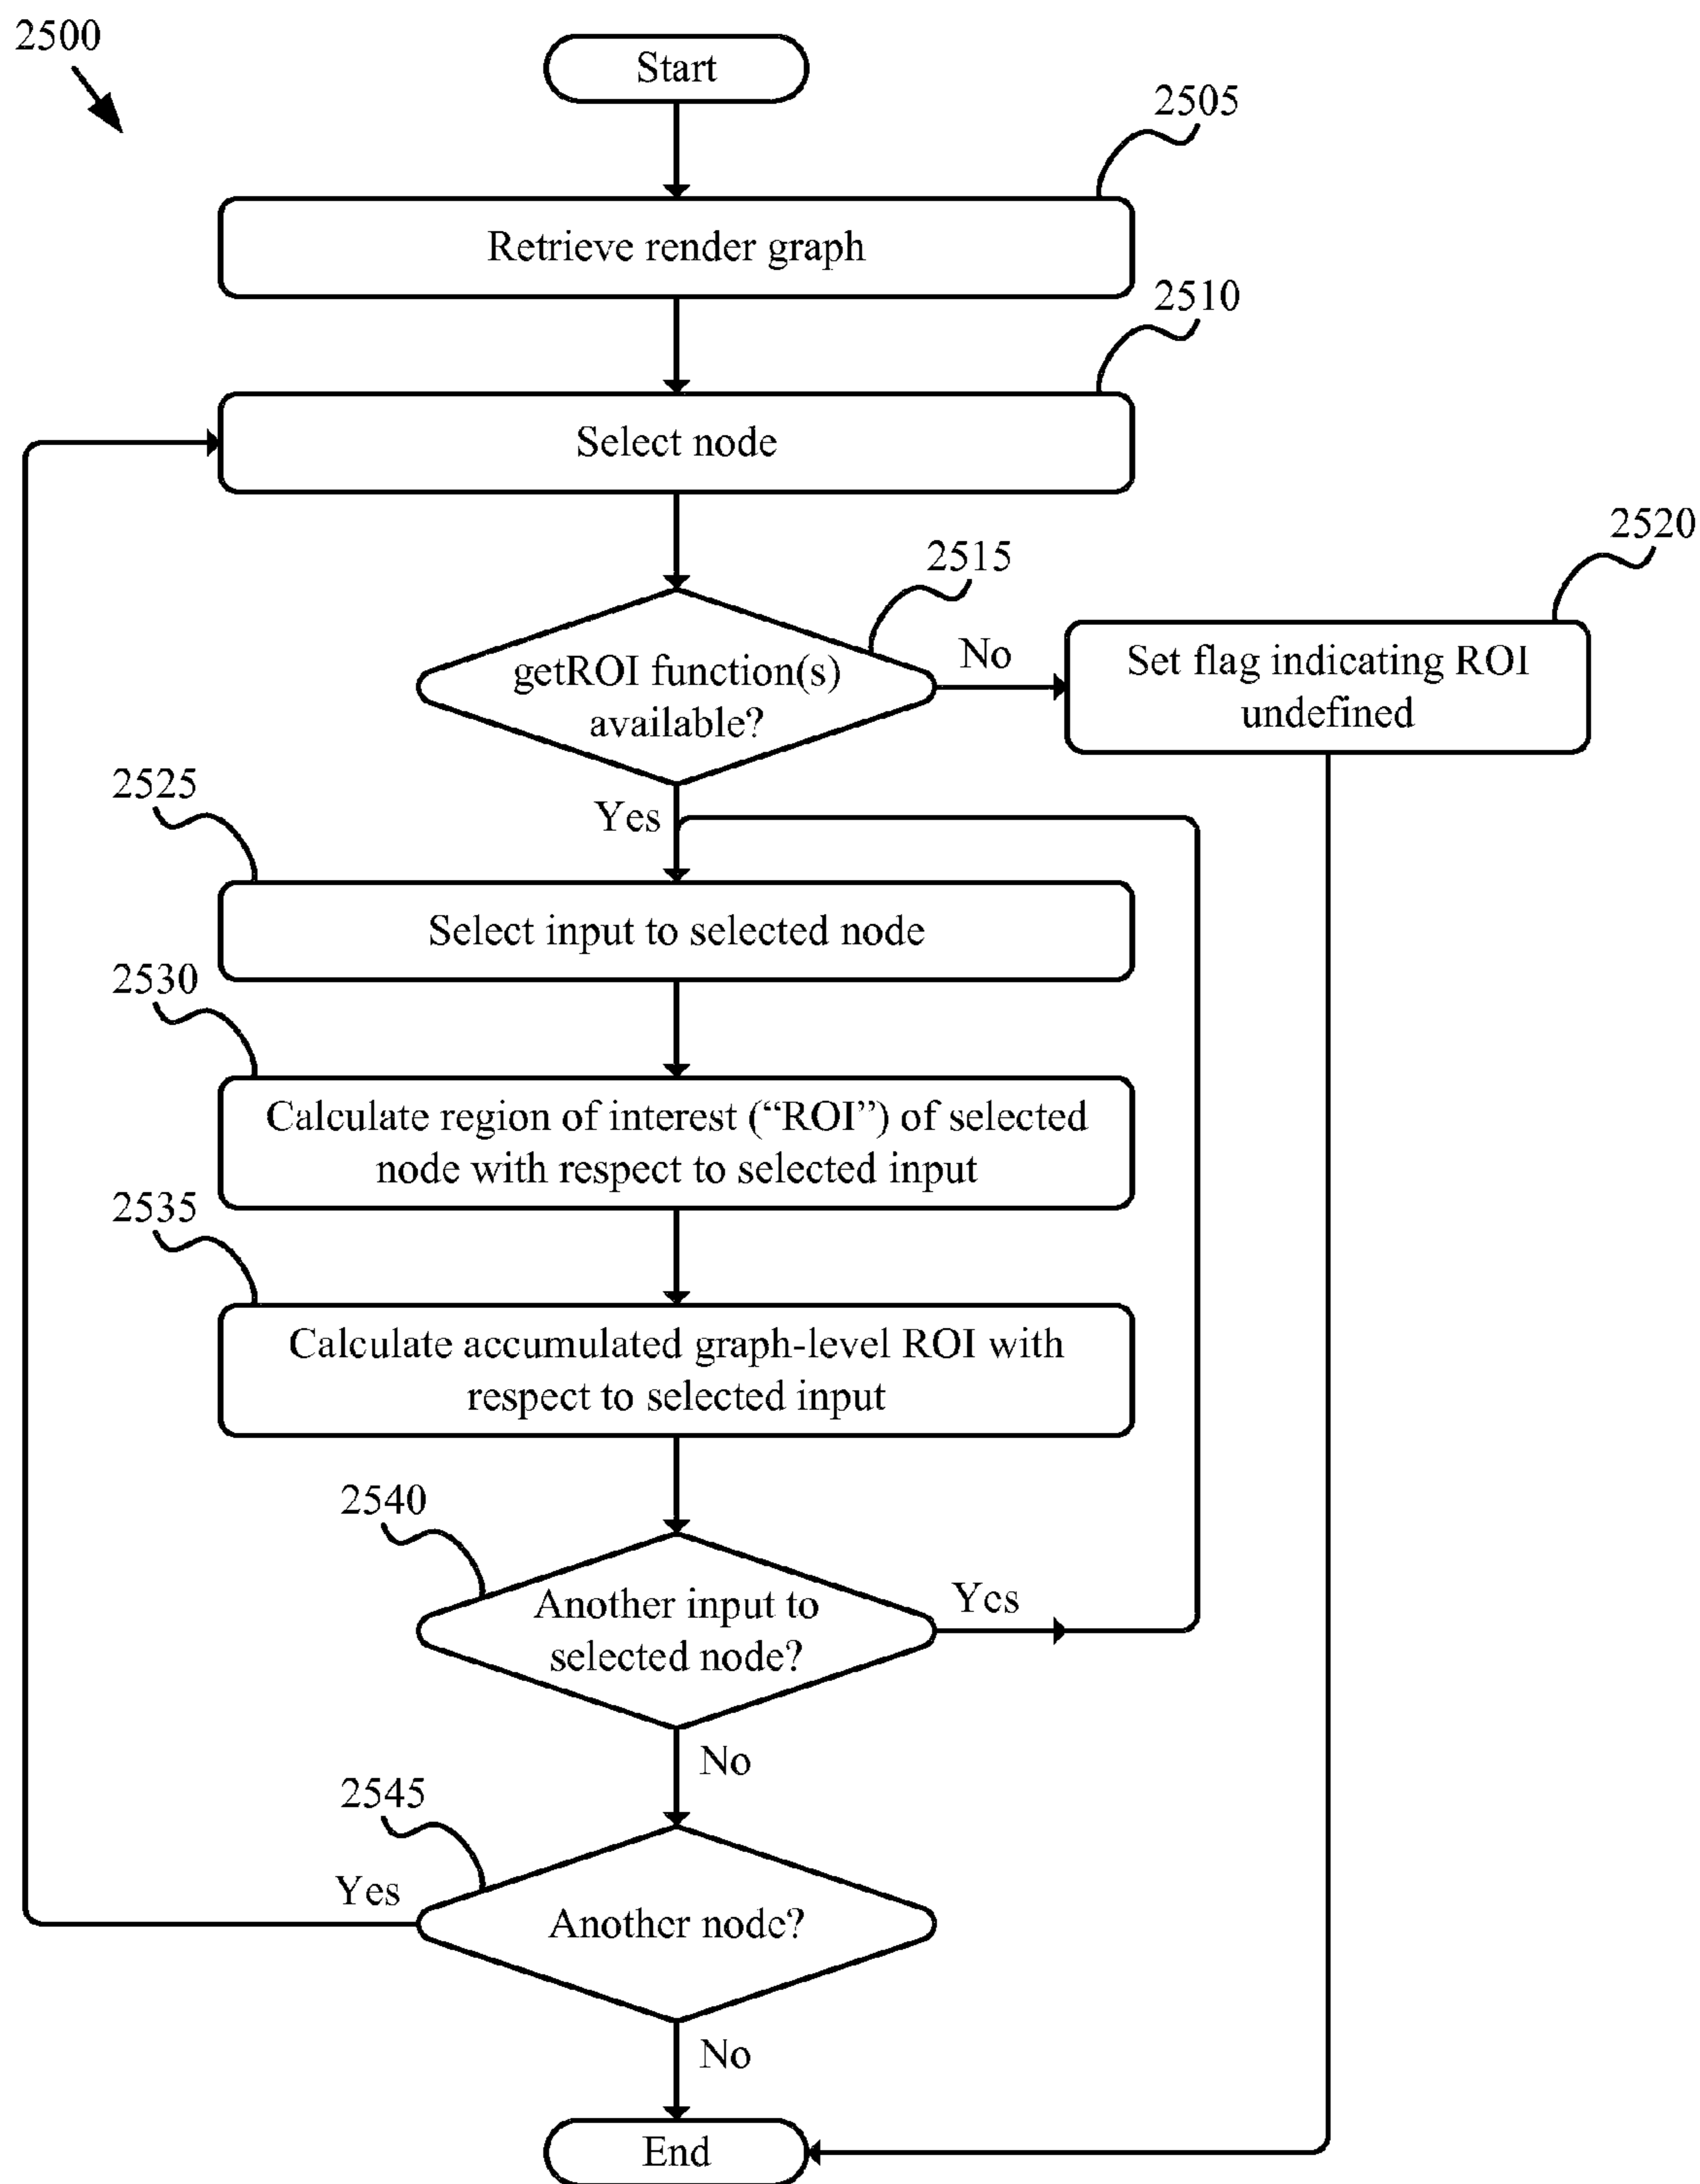 2500
Start
2505
Retrieve render graph
2510
Select node
2515
2520
getROI function(s)
available?
No
Set flag indicating ROI
undefined
2525
Yes
Select input to selected node
2530
Calculate region of interest (“ROI”) of selected
node with respect to selected input
2535
Calculate accumulated graph-level ROI with
respect to selected input
2540
Another input to
selected node?
Yes
No
2545
Yes
Another node?
No
End